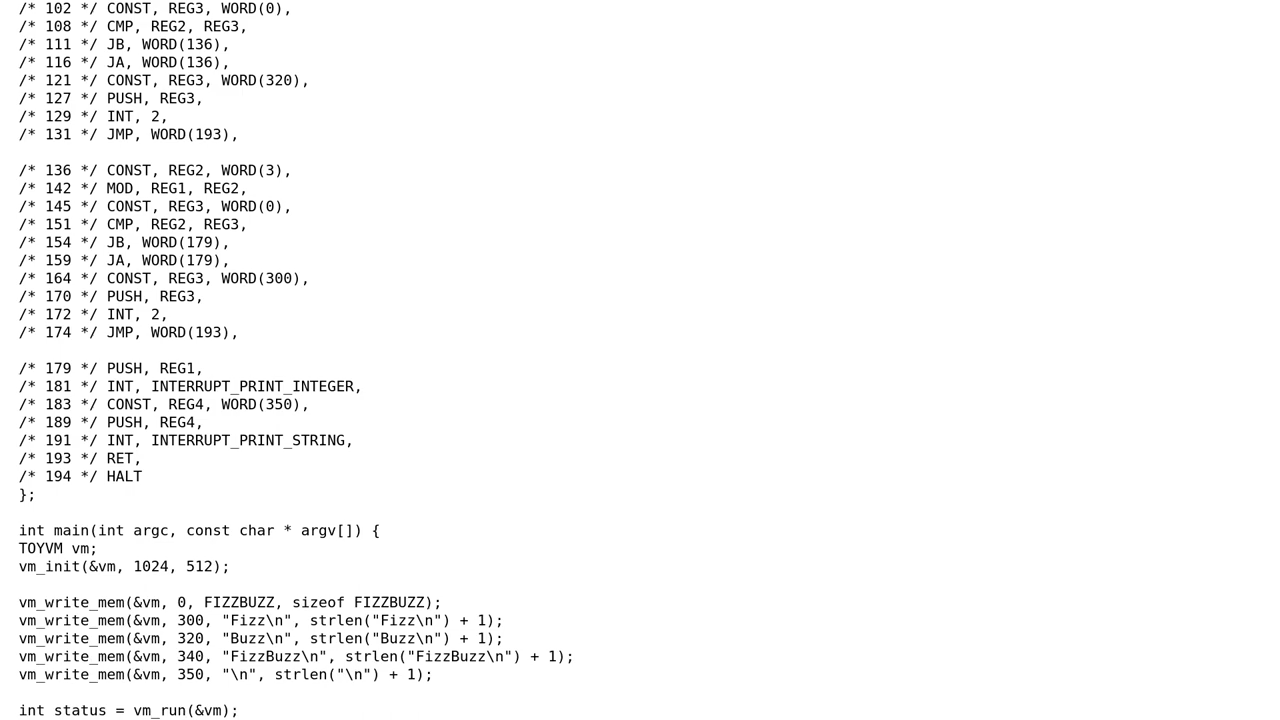 /* 102 */ CONST, REG3, WORD(0),
/* 108 */ CMP, REG2, REG3,
/* 111 */ JB, WORD(136),
/* 116 */ JA, WORD(136),
/* 121 */ CONST, REG3, WORD(320),
/* 127 */ PUSH, REG3,
/* 129 */ INT, 2,
/* 131 */ JMP, WORD(193),
/* 136 */ CONST, REG2, WORD(3),
/* 142 */ MOD, REG1, REG2,
/* 145 */ CONST, REG3, WORD(0),
/* 151 */ CMP, REG2, REG3,
/* 154 */ JB, WORD(179),
/* 159 */ JA, WORD(179),
/* 164 */ CONST, REG3, WORD(300),
/* 170 */ PUSH, REG3,
/* 172 */ INT, 2,
/* 174 */ JMP, WORD(193),
/* 179 */ PUSH, REG1,
/* 181 */ INT, INTERRUPT_PRINT_INTEGER,
/* 183 */ CONST, REG4, WORD(350),
/* 189 */ PUSH, REG4,
/* 191 */ INT, INTERRUPT_PRINT_STRING,
/* 193 */ RET,
/* 194 */ HALT
};
int main(int argc, const char * argv[]) {
TOYVM vm;
vm_init(&vm, 1024, 512);
vm_write_mem(&vm, 0, FIZZBUZZ, sizeof FIZZBUZZ);
vm_write_mem(&vm, 300, "Fizz\n", strlen("Fizz\n") + 1);
vm_write_mem(&vm, 320, "Buzz\n", strlen("Buzz\n") + 1);
vm_write_mem(&vm, 340, "FizzBuzz\n", strlen("FizzBuzz\n") + 1);
vm_write_mem(&vm, 350, "\n", strlen("\n") + 1);
int status = vm_run(&vm);